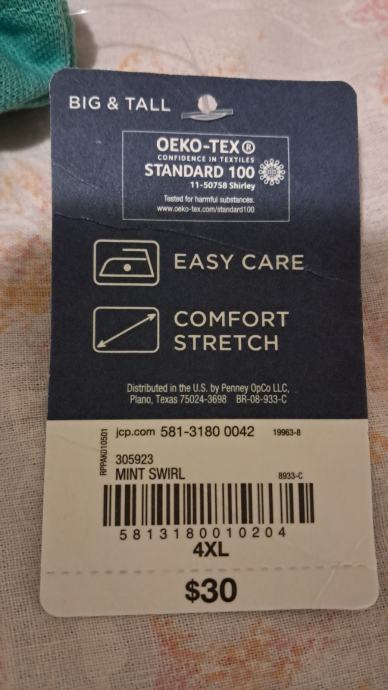 BIG & TALL
OEKO-TEX®
CONFIDENCE IN TEXTILES
STANDARD 100
11-50758 Shirley
Tested for harmful substances.
www.oeko-tex.com/standard100
EASY CARE
COMFORT
STRETCH
Distributed in the U.S. by Penney OpCo LLC,
Plano, Texas 75024-3698 BR-08-933-C
jcp.com 581-3180 0042 19963-8
RPPAK010501
305923
MINT SWIRL 8933-C
5813180010204
4XL
$30